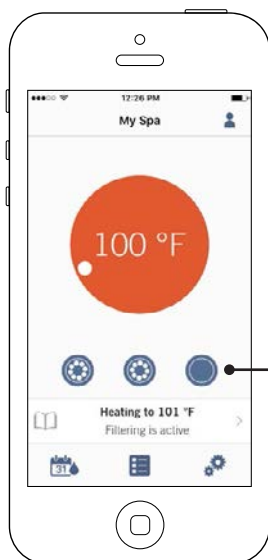 12:26 PM
My Spa
100 °F
Heating to 101 °F
Filtering is active
31